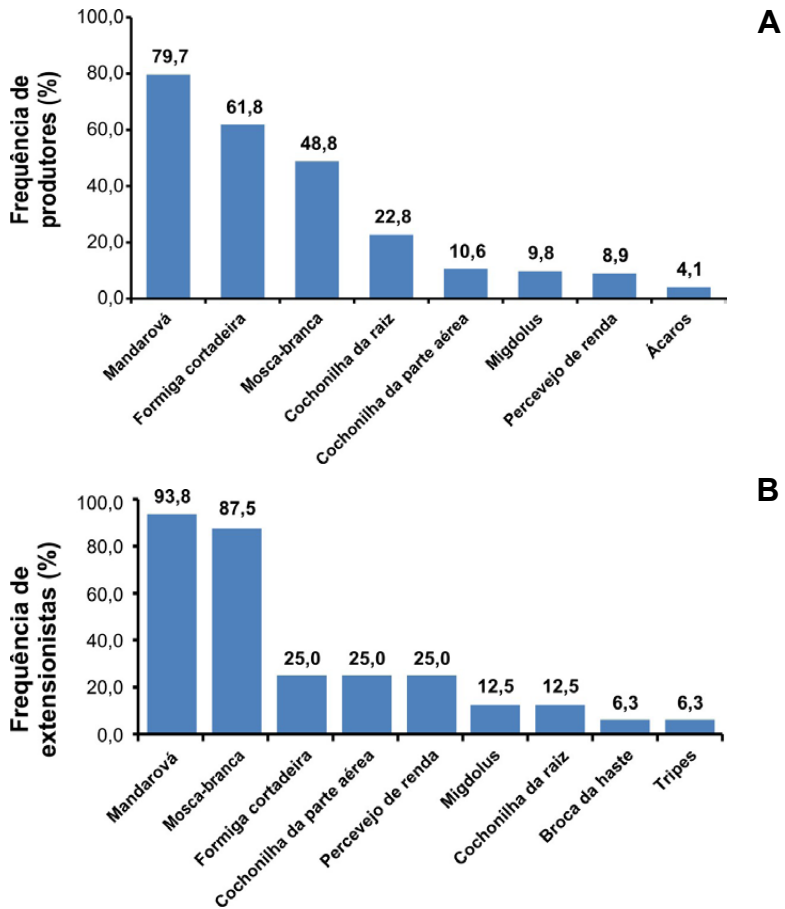 A
Frequência de
produtores (%)
100,0
80,0
60,0
40,0
20,0
0,0
79,7
61,8
48,8
22,8
10,6
9,8
8,9
4,1
Mandarová
Formiga cortadeira
Mosca-branca
Cochonilha da raiz
Cochonilha da parte aérea
Migdolus
Percevejo de renda
Ácaros
B
Frequência de
extensionistas (%)
100,0
80,0
60,0
40,0
20,0
0,0
93,8
87,5
25,0
25,0
25,0
12,5
12,5
6,3
6,3
Mandarová
Mosca-branca
Formiga cortadeira
Cochonilha da parte aérea
Percevejo de renda
Migdolus
Cochonilha da raiz
Broca da haste
Tripes